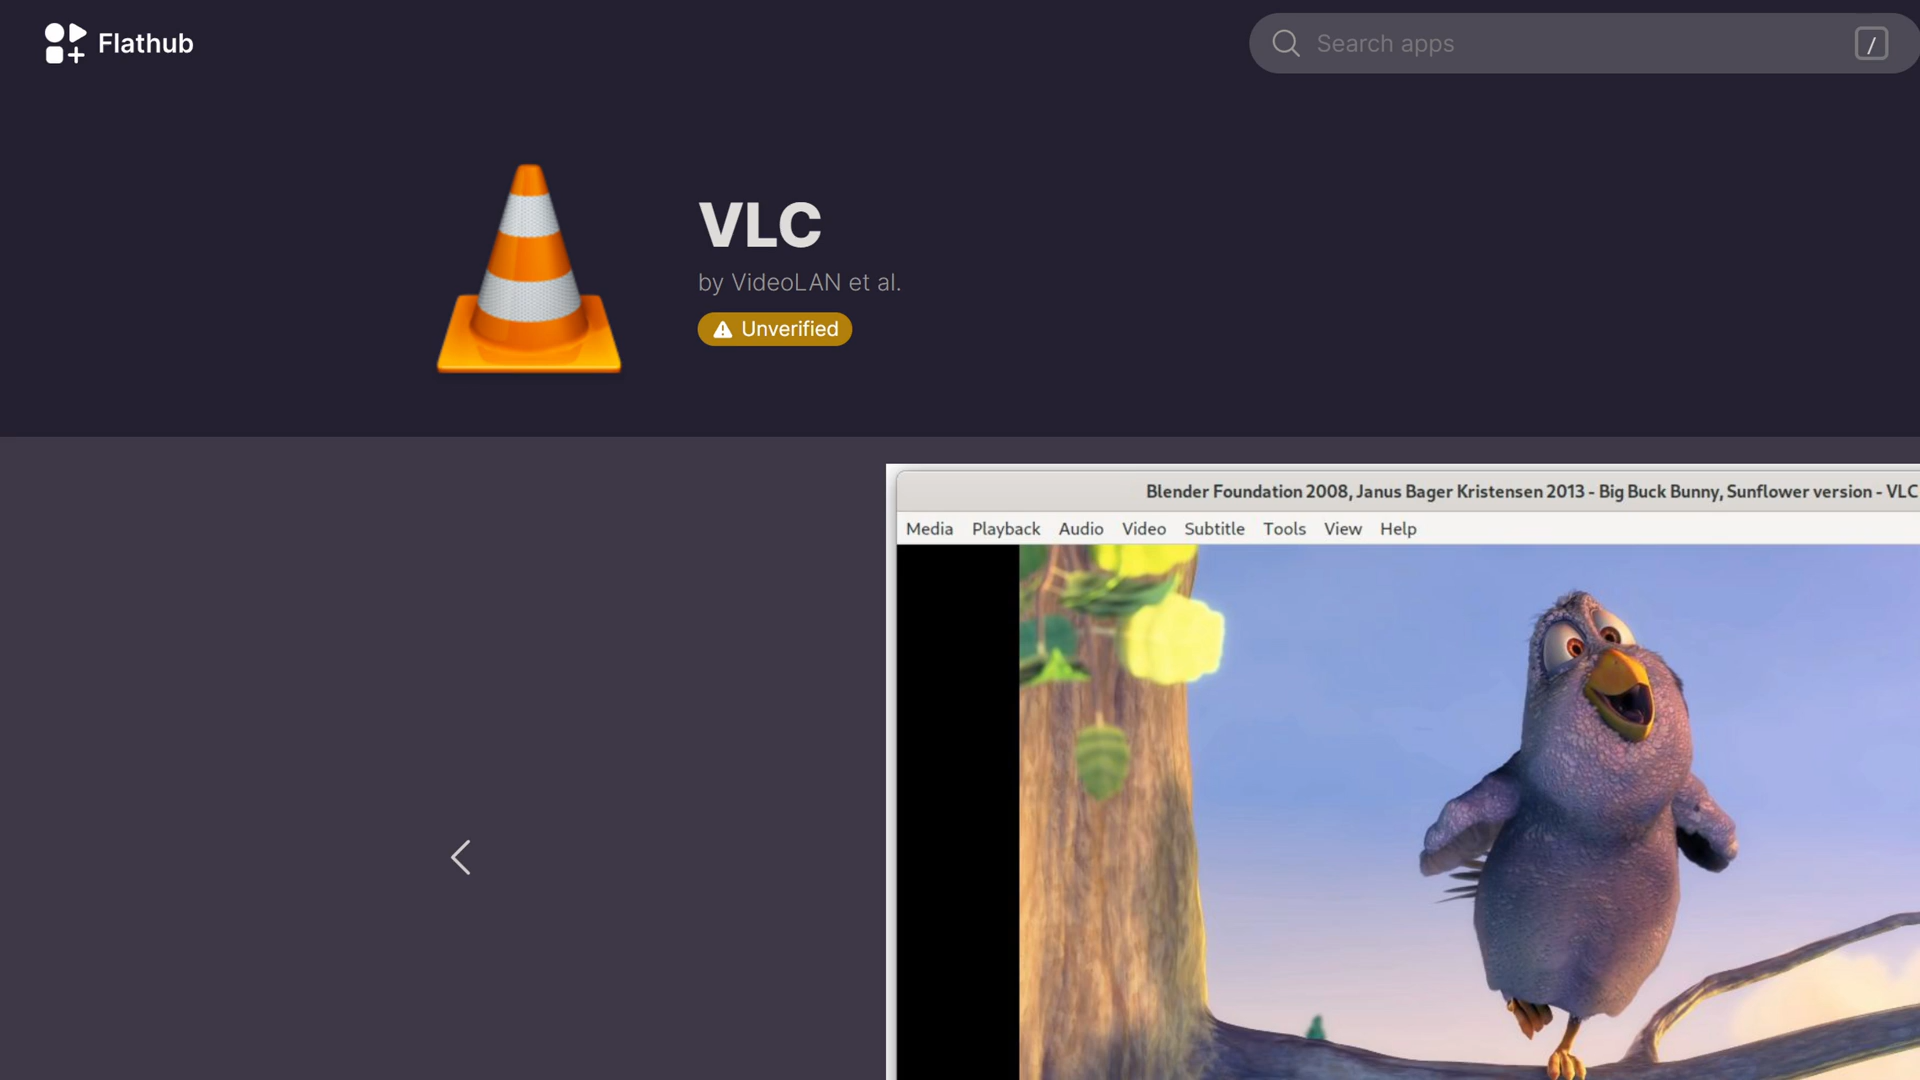 Flathub
Search apps
/
VLC
by VideoLAN et al.
Unverified
Blender Foundation 2008, Janus Bager Kristensen 2013 - Big Buck Bunny, Sunflower version - VLC
Media Playback Audio Video Subtitle Tools View Help